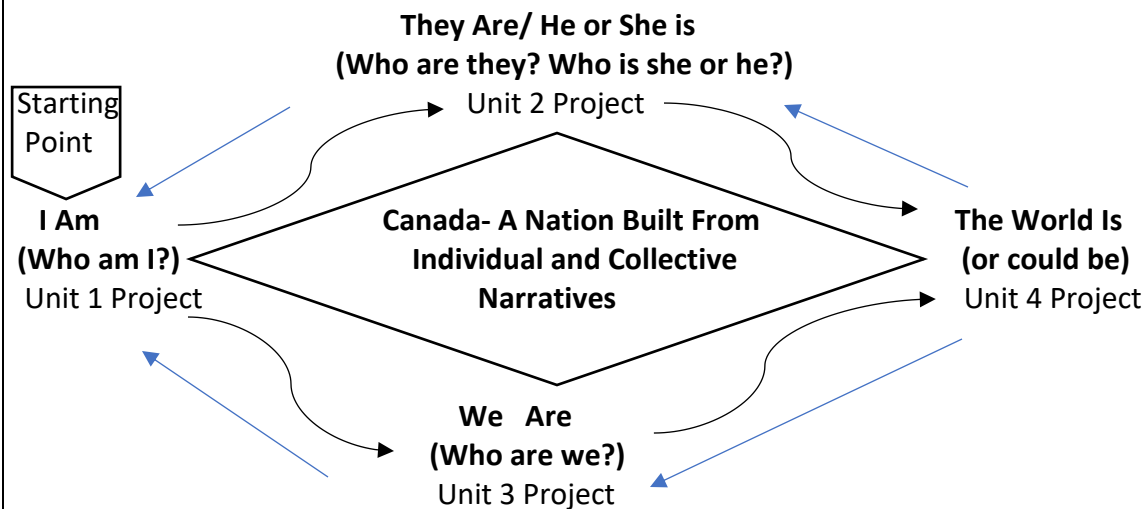 They Are/ He or She is
(Who are they? Who is she or he?)
Unit 2 Project
Starting
Point
I Am
(Who am I?)
Unit 1 Project
Canada- A Nation Built From
Individual and Collective
Narratives
The World Is
(or could be)
Unit 4 Project
We Are
(Who are we?)
Unit 3 Project